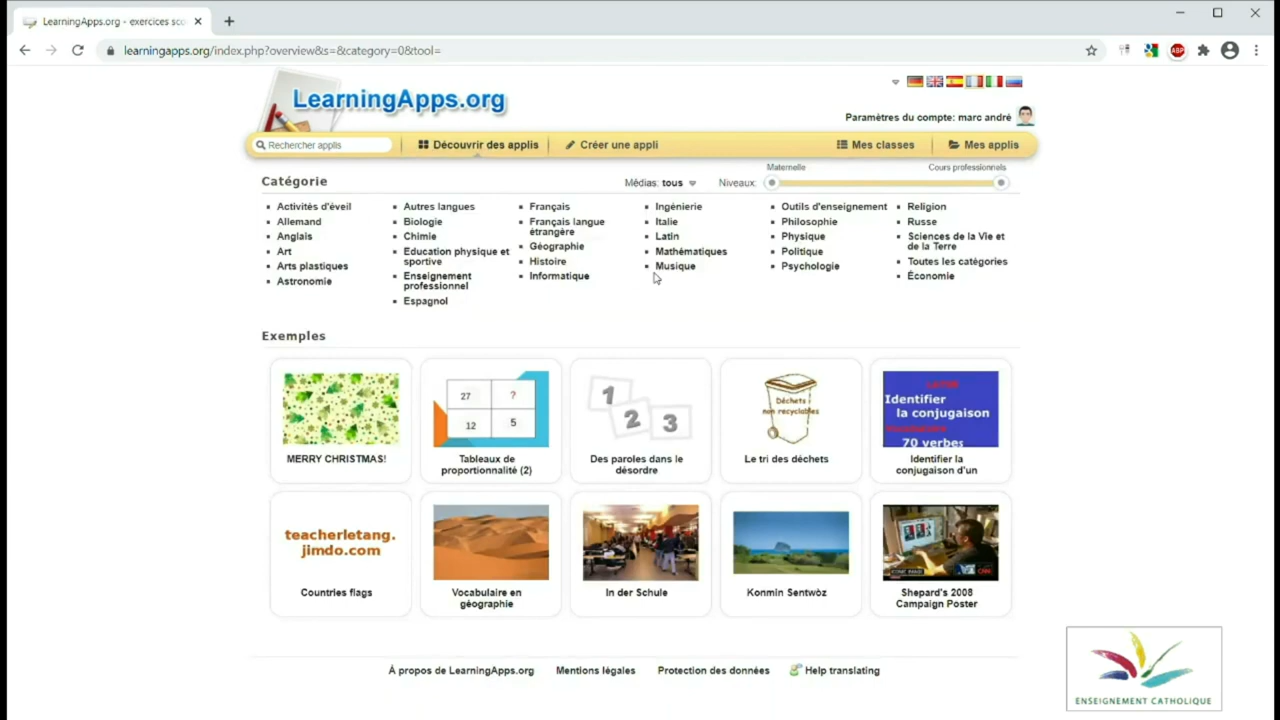 LearningApps.org - exercices sco
learningapps.org/index.php?overview&s=&category=0&tool=
ABP
LearningApps.org
Paramètres du compte: marc andré
Rechercher applis
Découvrir des applis
Créer une appli
Mes classes
Mes applis
Catégorie
Médias: tous
Niveaux:
Maternelle
Cours professionnels
Activités d'éveil
Allemand
Anglais
Art
Arts plastiques
Astronomie
Autres langues
Biologie
Chimie
Education physique et
sportive
Enseignement
professionnel
Espagnol
Français
Français langue
étrangère
Géographie
Histoire
Informatique
Ingénierie
Italie
Latin
Mathématiques
Musique
Outils d'enseignement
Philosophie
Physique
Politique
Psychologie
Religion
Russe
Sciences de la Vie et
de la Terre
Toutes les catégories
Économie
Exemples
MERRY CHRISTMAS!
27 ?
12 5
Tableaux de
proportionnalité (2)
1 2 3
Des paroles dans le
désordre
Déchets
non recyclables
Le tri des déchets
Identifier
la conjugaison
70 verbes
Identifier la
conjugaison d'un
teacherletang.
jimdo.com
Countries flags
Vocabulaire en
géographie
In der Schule
Konmin Sentwòz
CNN
Shepard's 2008
Campaign Poster
À propos de LearningApps.org
Mentions légales
Protection des données
Help translating
ENSEIGNEMENT CATHOLIQUE